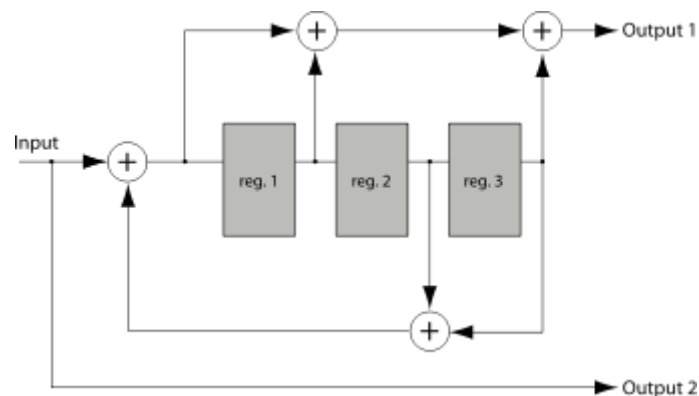 +
+
Output 1
Input
+
reg. 1
reg. 2
reg. 3
+
Output 2